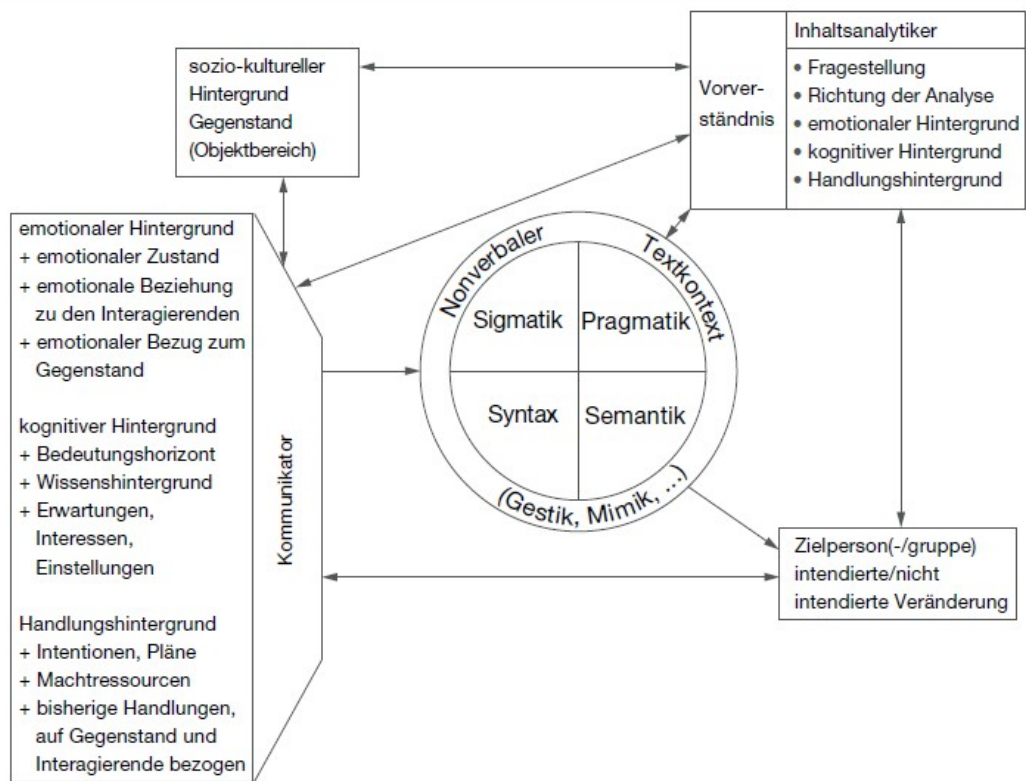 sozio-kultureller
Hintergrund
Gegenstand
(Objektbereich)
Vorver-
ständnis
Inhaltsanalytiker
• Fragestellung
• Richtung der Analyse
• emotionaler Hintergrund
• kognitiver Hintergrund
• Handlungshintergrund
emotionaler Hintergrund
+ emotionaler Zustand
+ emotionale Beziehung
zu den Interagierenden
+ emotionaler Bezug zum
Gegenstand
kognitiver Hintergrund
+ Bedeutungshorizont
+ Wissenshintergrund
+ Erwartungen,
Interessen,
Einstellungen
Handlungshintergrund
+ Intentionen, Pläne
+ Machtressourcen
+ bisherige Handlungen,
auf Gegenstand und
Interagierende bezogen
Kommunikator
Nonverbaler Textkontext
Sigmatik
Pragmatik
Syntax
Semantik
(Gestik, Mimik, ...)
Zielperson(-/gruppe)
intendierte/nicht
intendierte Veränderung